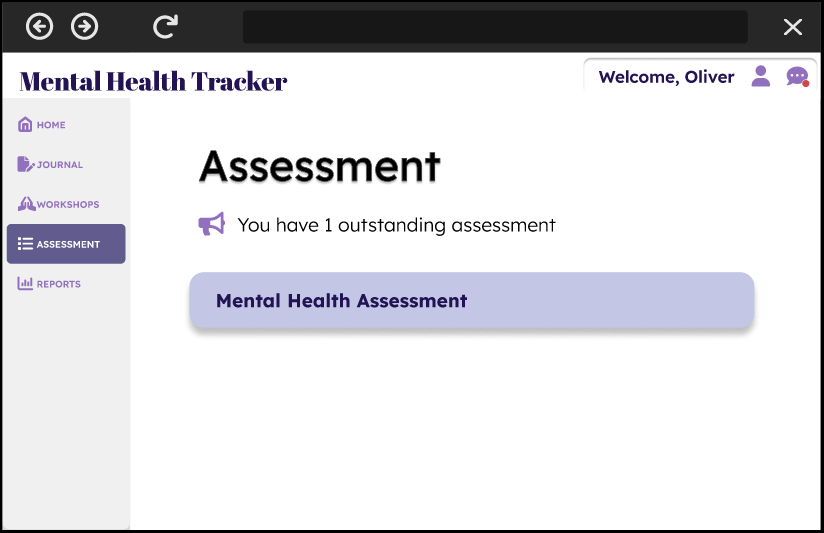 Mental Health Tracker
Welcome, Oliver
HOME
JOURNAL
WORKSHOPS
ASSESSMENT
REPORTS
Assessment
You have 1 outstanding assessment
Mental Health Assessment